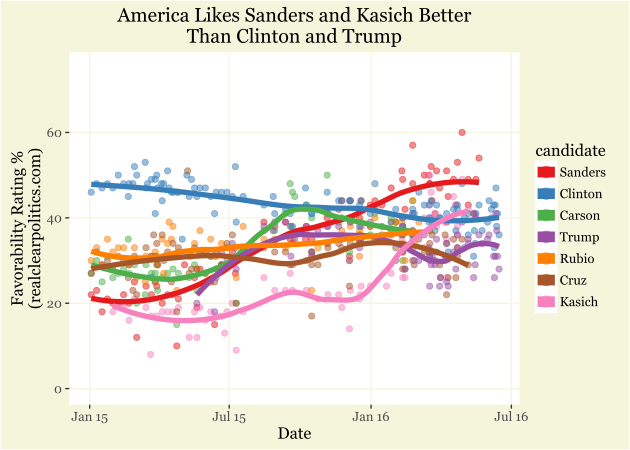 America Likes Sanders and Kasich Better
Than Clinton and Trump
Favorability Rating %
(realclearpolitics.com)
60
40
20
0
Jan 15
Jul 15
Jan 16
Jul 16
Date
candidate
Sanders
Clinton
Carson
Trump
Rubio
Cruz
Kasich